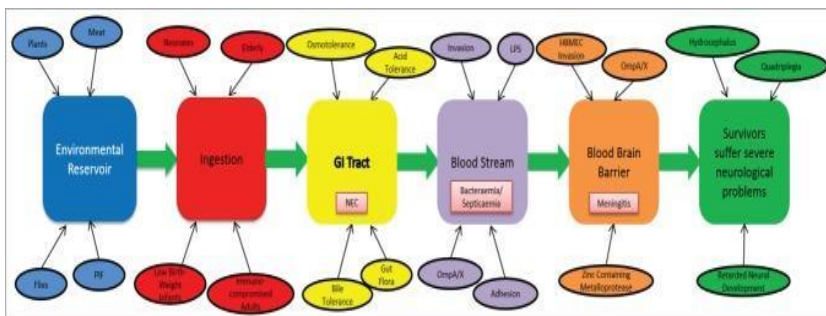 Plants
Meat
Neonates
Elderly
Osmotolerance
Acid
Tolerance
Invasion
LPS
HBMEC
Invasion
OmpA/X
Hydrocephalus
Quadriplegia
Environmental
Reservoir
Ingestion
GI Tract
NEC
Blood Stream
Bacteraemia/
Septicaemia
Blood Brain
Barrier
Meningitis
Survivors
suffer severe
neurological
problems
Flies
PIF
Low Birth
Weight
Infants
Immuno-
compromised
Adults
Bile
Tolerance
Gut
Flora
OmpA/X
Adhesion
Zinc Containing
Metalloprotease
Retarded Neural
Development